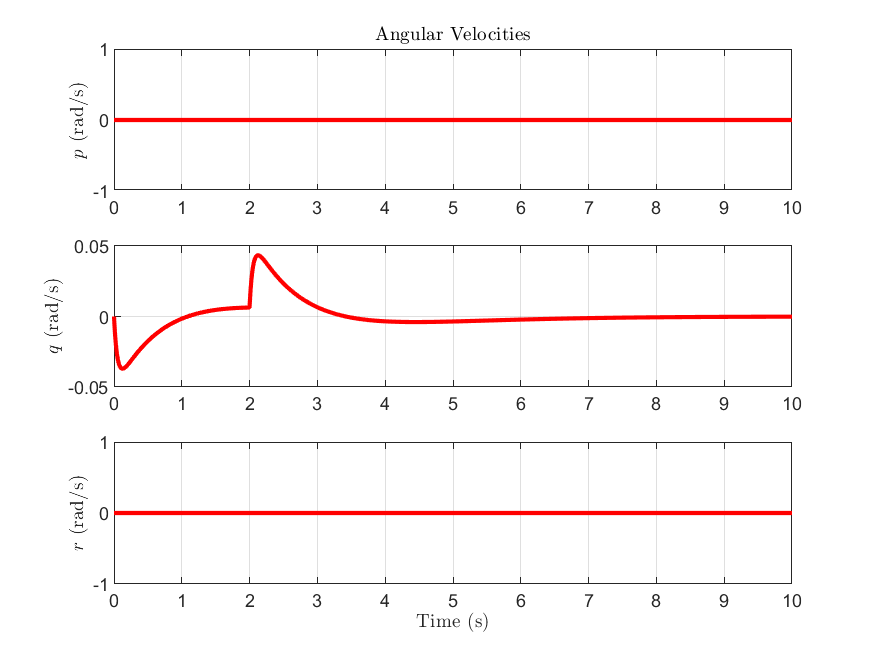 Angular Velocities
p (rad/s)
1
0
-1
0 1 2 3 4 5 6 7 8 9 10
q (rad/s)
0.05
0
-0.05
0 1 2 3 4 5 6 7 8 9 10
r (rad/s)
1
0
-1
0 1 2 3 4 5 6 7 8 9 10
Time (s)